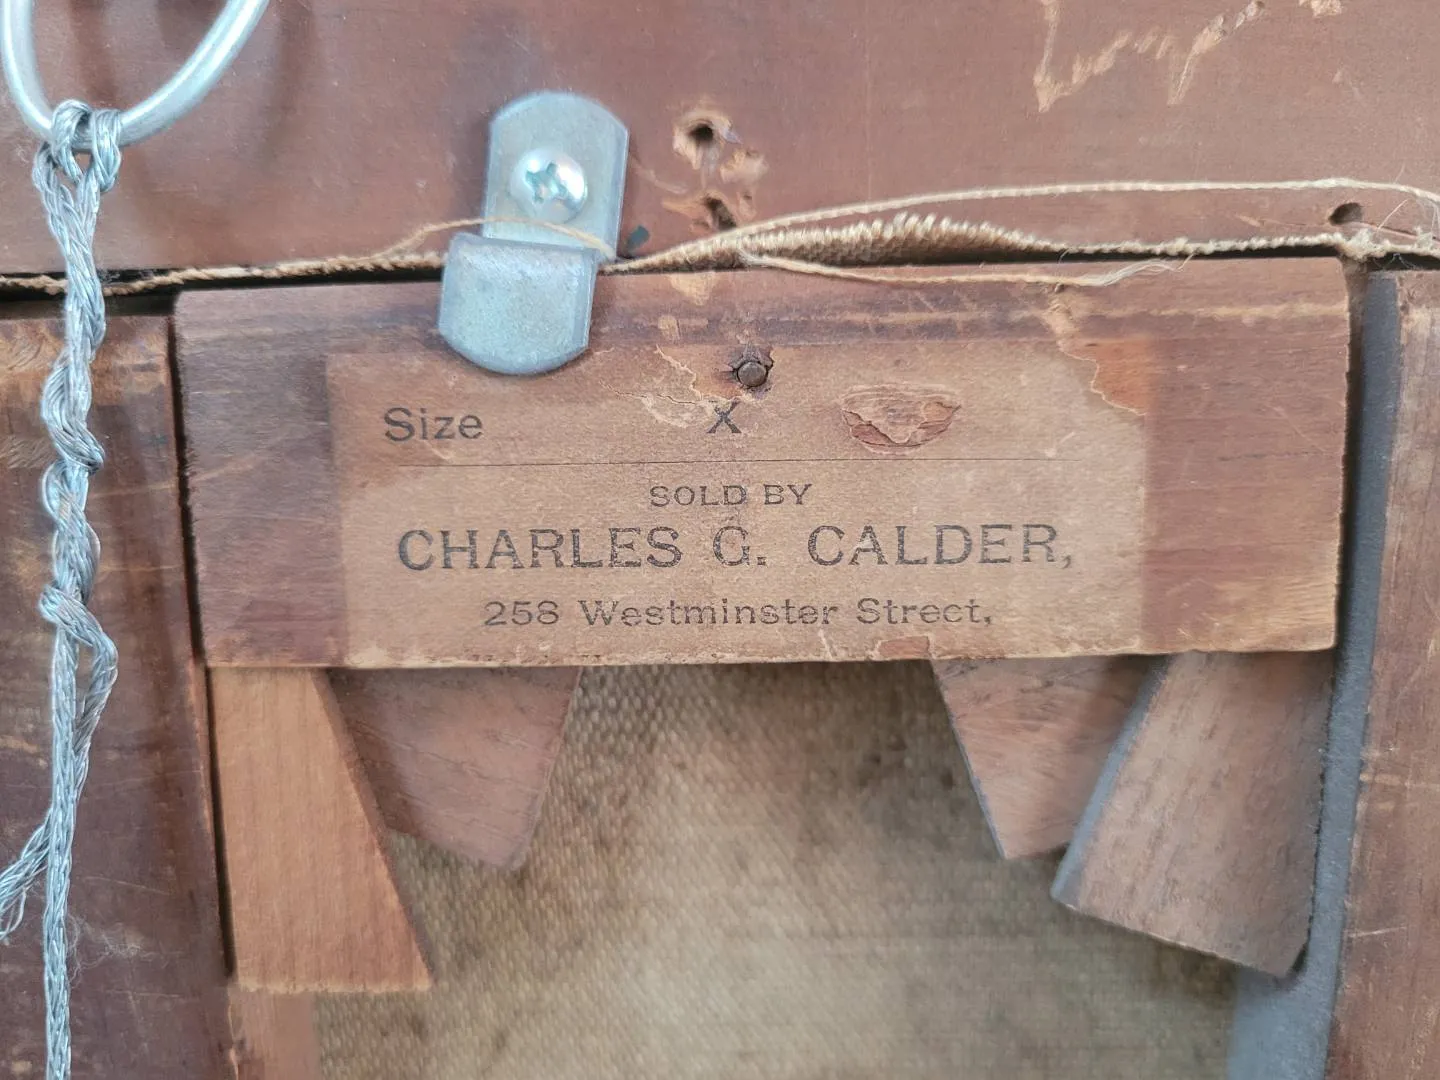 Size X
SOLD BY
CHARLES G. CALDER,
258 Westminster Street,